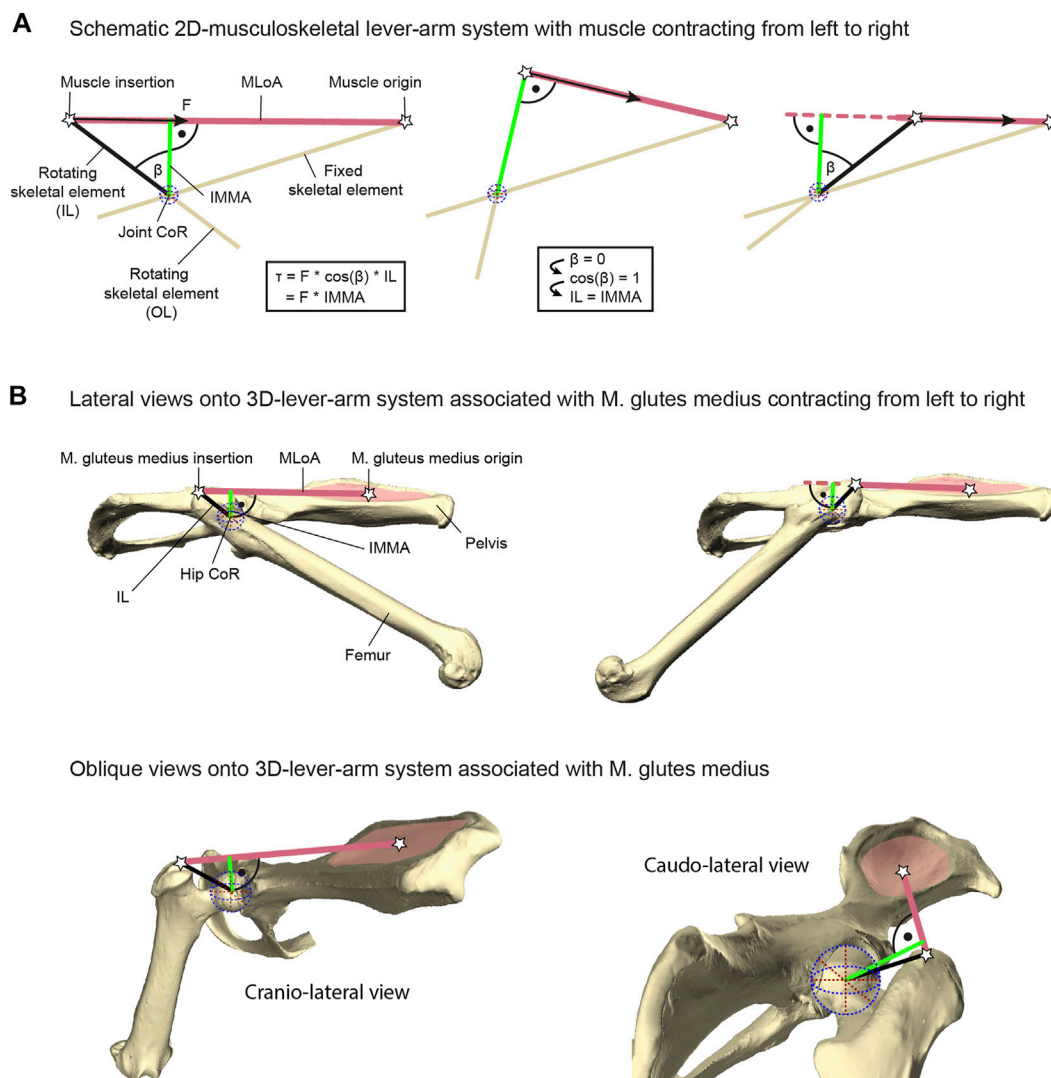 A
Schematic 2D-musculoskeletal lever-arm system with muscle contracting from left to right
Muscle insertion
MLoA
Muscle origin
F
β
Rotating
skeletal element
(IL)
IMMA
Fixed
skeletal element
Joint CoR
Rotating
skeletal element
(OL)
τ = F * cos(β) * IL
= F * IMMA
β = 0
cos(β) = 1
IL = IMMA
β
B
Lateral views onto 3D-lever-arm system associated with M. glutes medius contracting from left to right
M. gluteus medius insertion
MLoA
M. gluteus medius origin
IMMA
Pelvis
Hip CoR
IL
Femur
Oblique views onto 3D-lever-arm system associated with M. glutes medius
Cranio-lateral view
Caudo-lateral view